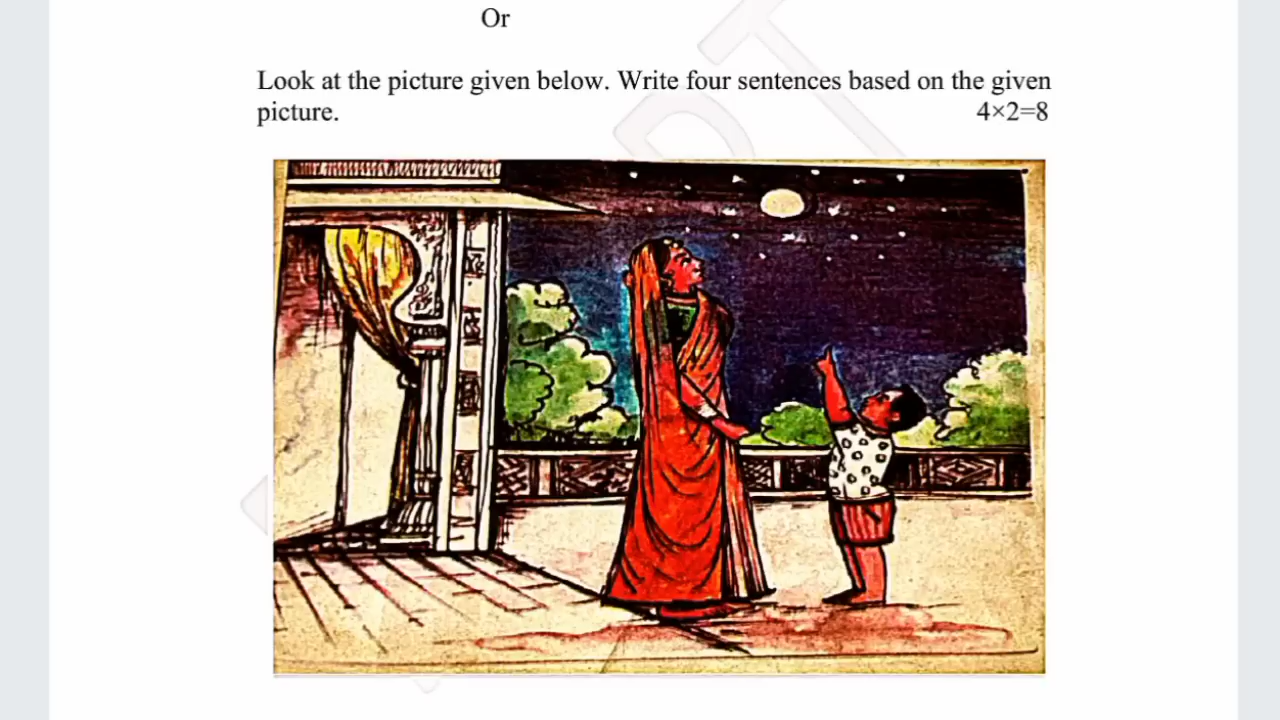 Or
Look at the picture given below. Write four sentences based on the given
picture. 4×2=8